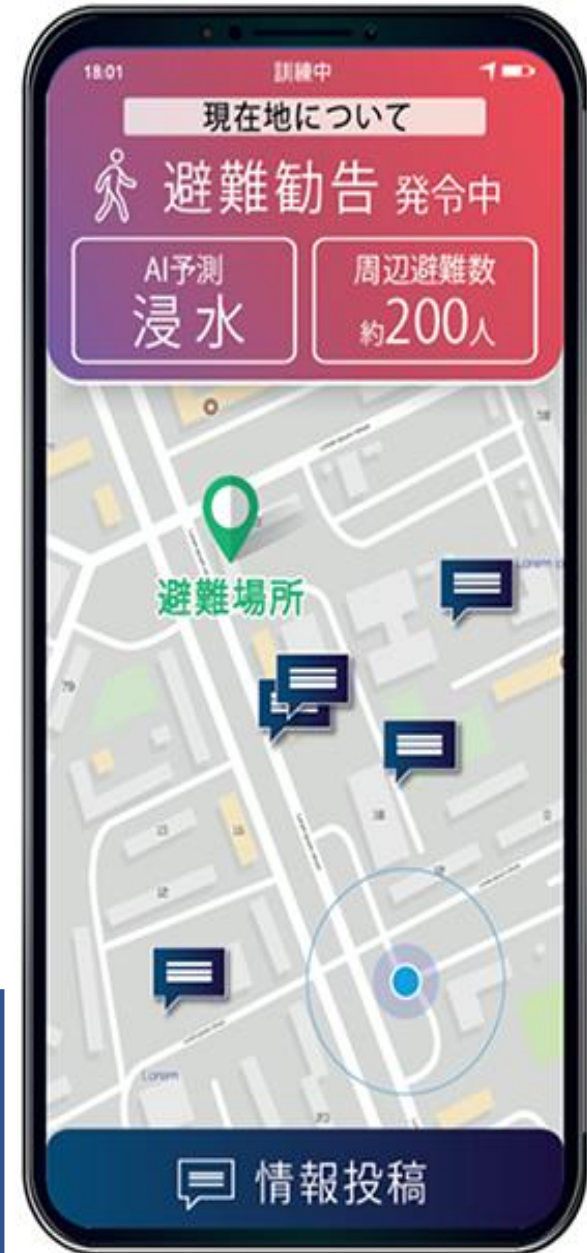 18:01
訓練中
現在地について
避難勧告 発令中
AI予測
浸水
周辺避難数
約200人
避難場所
Lorem
情報投稿